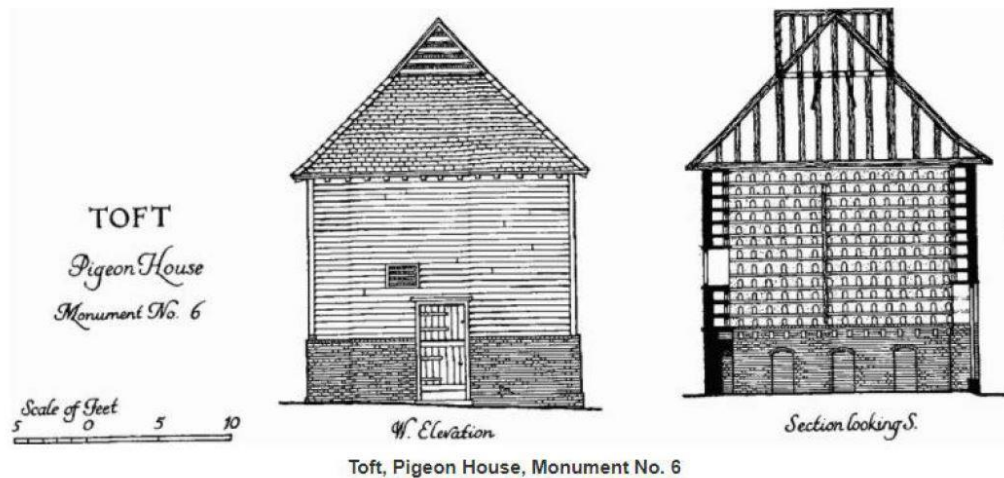 TOFT
Pigeon House
Monument No. 6
Scale of Feet
5 0 5 10
W. Elevation
Section looking S.
Toft, Pigeon House, Monument No. 6